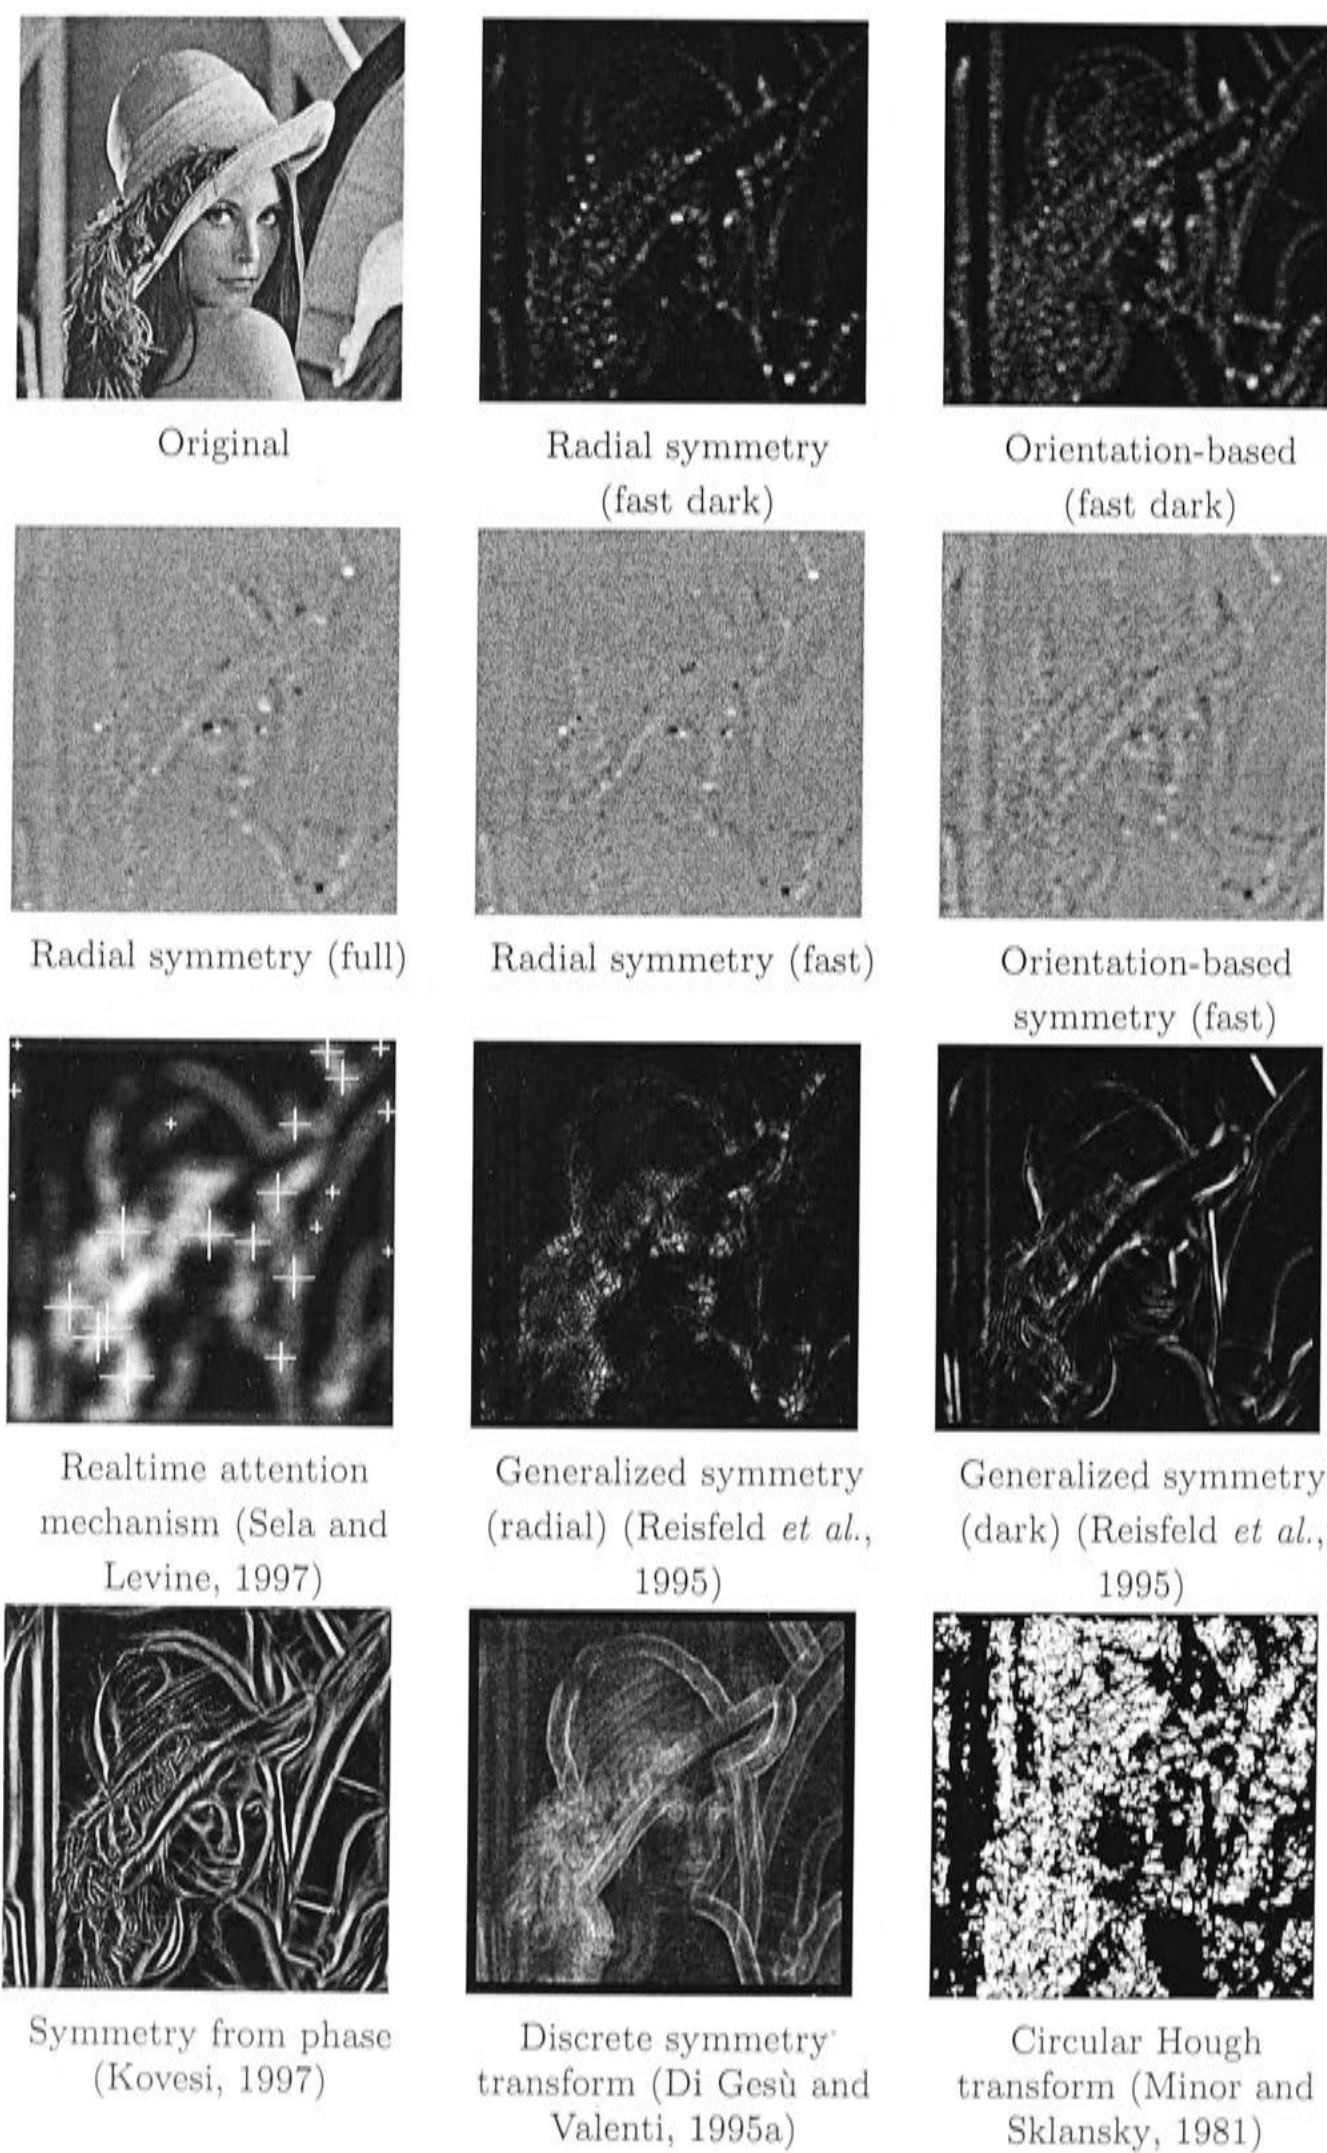 Original
Radial symmetry
(fast dark)
Orientation-based
(fast dark)
Radial symmetry (full)
Radial symmetry (fast)
Orientation-based
symmetry (fast)
Realtime attention
mechanism (Sela and
Levine, 1997)
Generalized symmetry
(radial) (Reisfeld et al.,
1995)
Generalized symmetry
(dark) (Reisfeld et al.,
1995)
Symmetry from phase
(Kovesi, 1997)
Discrete symmetry
transform (Di Gesù and
Valenti, 1995a)
Circular Hough
transform (Minor and
Sklansky, 1981)